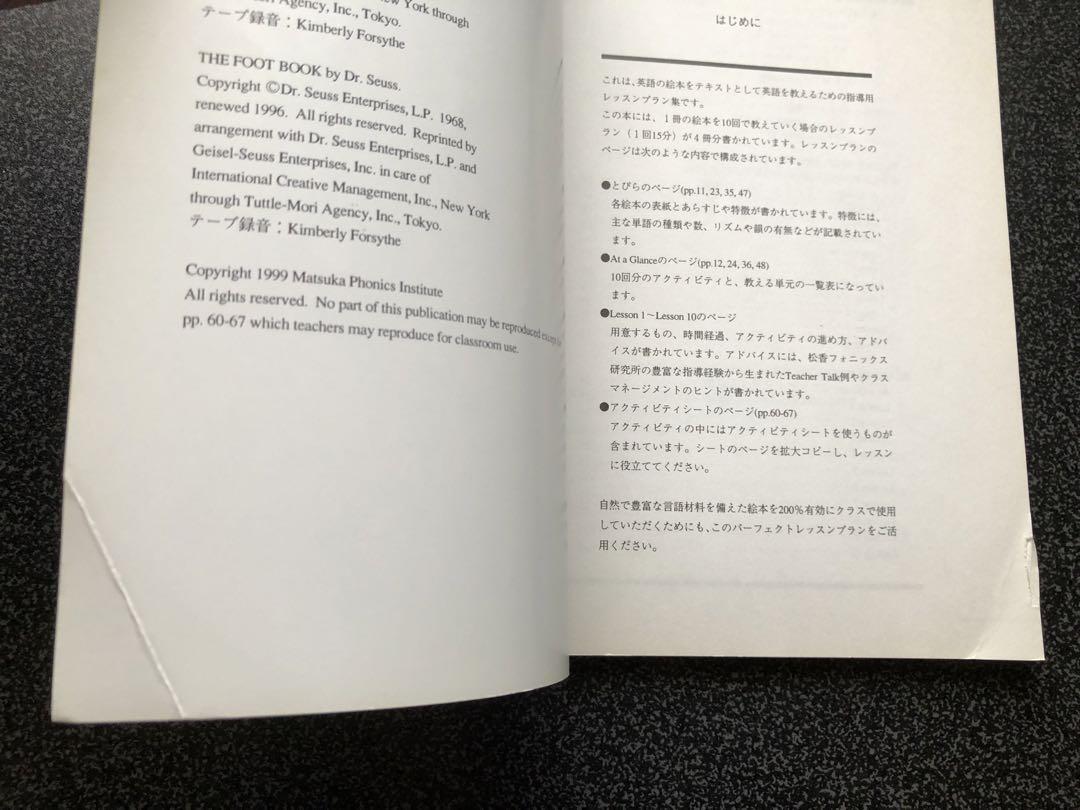 New York through
Agency, Inc., Tokyo.
テープ録音：Kimberly Forsythe
THE FOOT BOOK by Dr. Seuss.
Copyright ©Dr. Seuss Enterprises, L.P. 1968,
renewed 1996. All rights reserved. Reprinted by
arrangement with Dr. Seuss Enterprises, L.P. and
Geisel-Seuss Enterprises, Inc. in care of
International Creative Management, Inc., New York
through Tuttle-Mori Agency, Inc., Tokyo.
テープ録音：Kimberly Forsythe
Copyright 1999 Matsuka Phonics Institute
All rights reserved. No part of this publication may be reproduced except
pp. 60-67 which teachers may reproduce for classroom use.
はじめに
これは、英語の絵本をテキストとして英語を教えるための指導用
レッスンプラン集です。
この本には、1冊の絵本を10回で教えていく場合のレッスンプ
ラン（1回15分）が4冊分書かれています。レッスンプランの
ページは次のような内容で構成されています。
●とびらのページ(pp.11, 23, 35, 47)
各絵本の表紙とあらすじや特徴が書かれています。特徴には、
主な単語の種類や数、リズムや韻の有無などが記載されてい
ます。
●At a Glanceのページ(pp.12, 24, 36, 48)
10回分のアクティビティと、教える単元の一覧表になってい
ます。
●Lesson 1～Lesson 10のページ
用意するもの、時間経過、アクティビティの進め方、アドバ
イスが書かれています。アドバイスには、松香フォニックス
研究所の豊富な指導経験から生まれたTeacher Talk例やクラス
マネージメントのヒントが書かれています。
●アクティビティシートのページ(pp.60-67)
アクティビティの中にはアクティビティシートを使うものが
含まれています。シートのページを拡大コピーし、レッスン
に役立ててください。
自然で豊富な言語材料を備えた絵本を200％有効にクラスで使用
していただくためにも、このパーフェクトレッスンプランをご活
用ください。